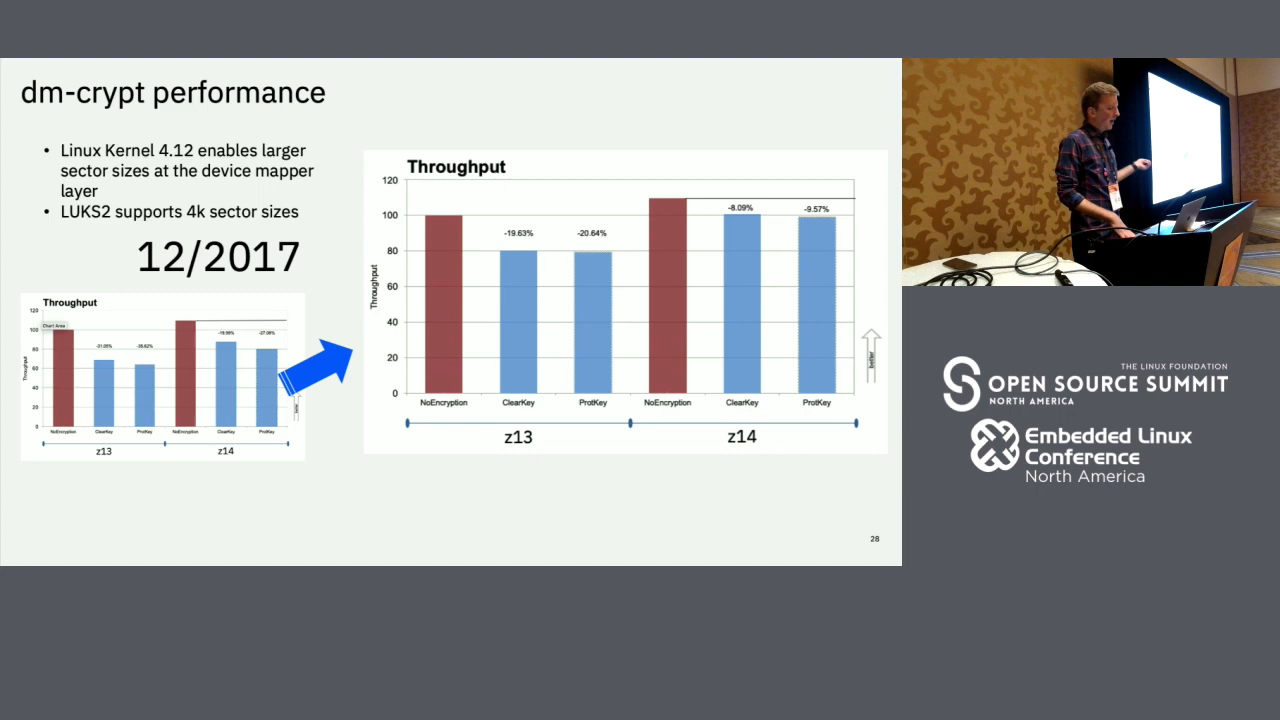 dm-crypt performance
• Linux Kernel 4.12 enables larger
sector sizes at the device mapper
layer
• LUKS2 supports 4k sector sizes
12/2017
Throughput
120
100
80
60
40
20
0
Throughput
Chart Area
NoEncryption ClearKey ProtKey NoEncryption ClearKey ProtKey
z13 z14
Throughput
120
100
80
60
40
20
0
Throughput
-19.63% -20.64% -8.09% -9.57%
NoEncryption ClearKey ProtKey NoEncryption ClearKey ProtKey
z13 z14
better
28
THE LINUX FOUNDATION
OPEN SOURCE SUMMIT
NORTH AMERICA
Embedded Linux
Conference
North America